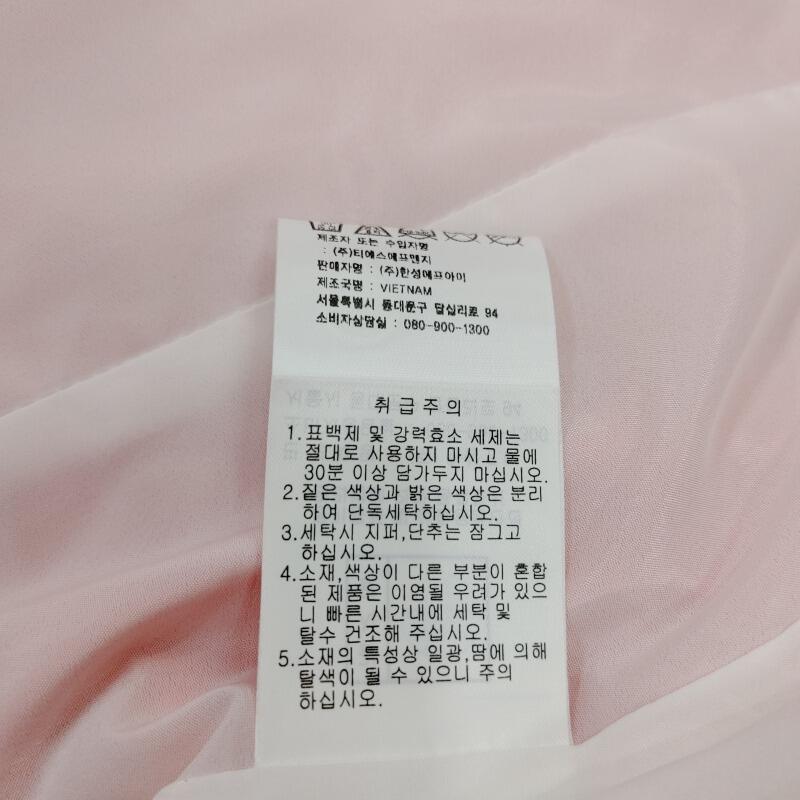 제조자 또는 수입자명
: (주)티에스에프앤지
판매자명 : (주)한성에프아이
제조국명 : VIETNAM
서울특별시 동대문구 답십리로 94
소비자상담실 : 080-900-1300
취급주의
1.표백제 및 강력효소 세제는
절대로 사용하지 마시고 물에
30분 이상 담가두지 마십시오.
2.짙은 색상과 밝은 색상은 분리
하여 단독세탁하십시오.
3.세탁시 지퍼,단추는 잠그고
하십시오.
4.소재,색상이 다른 부분이 혼합
된 제품은 이염될 우려가 있으
니 빠른 시간내에 세탁 및
탈수 건조해 주십시오.
5.소재의 특성상 일광,땀에 의해
탈색이 될 수 있으니 주의
하십시오.